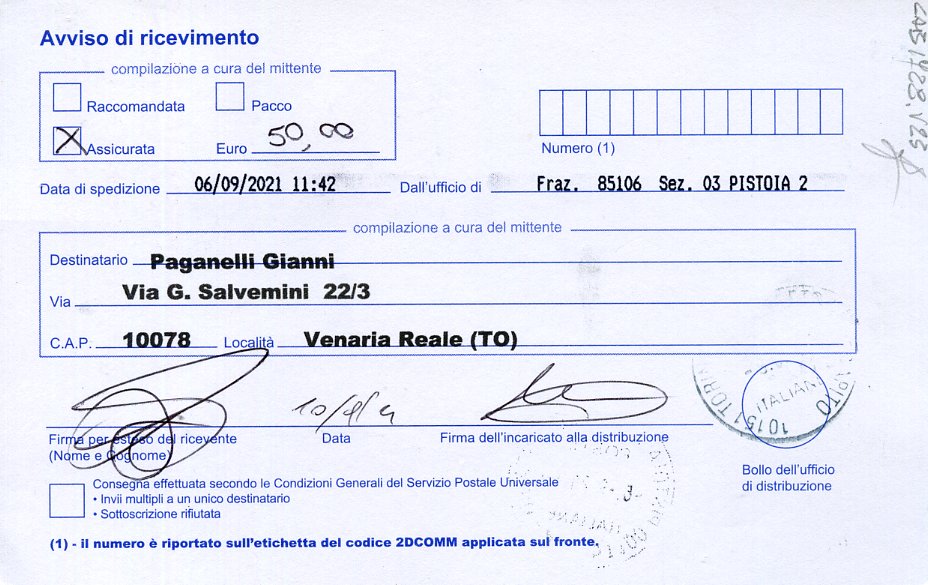 Avviso di ricevimento
compilazione a cura del mittente
Raccomandata Pacco
X Assicurata Euro 50,00
Numero (1)
Data di spedizione 06/09/2021 11:42 Dall'ufficio di Fraz. 85106 Sez. 03 PISTOIA 2
compilazione a cura del mittente
Destinatario Paganelli Gianni
Via Via G. Salvemini 22/3
C.A.P. 10078 Località Venaria Reale (TO)
Firma per esteso del ricevente Data Firma dell'incaricato alla distribuzione
(Nome e Cognome)
ITALIANE
10151 TORI
Bollo dell'ufficio
di distribuzione
Consegna effettuata secondo le Condizioni Generali del Servizio Postale Universale
• Invii multipli a un unico destinatario
• Sottoscrizione rifiutata
(1) - il numero è riportato sull'etichetta del codice 2DCOMM applicata sul fronte.